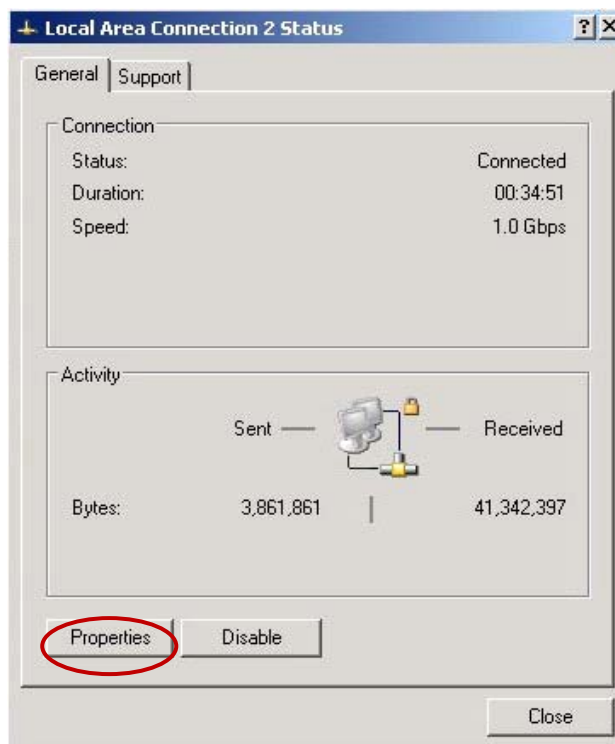 Local Area Connection 2 Status
General Support
Connection
Status: Connected
Duration: 00:34:51
Speed: 1.0 Gbps
Activity
Sent Received
Bytes: 3,861,861 41,342,397
Properties Disable
Close